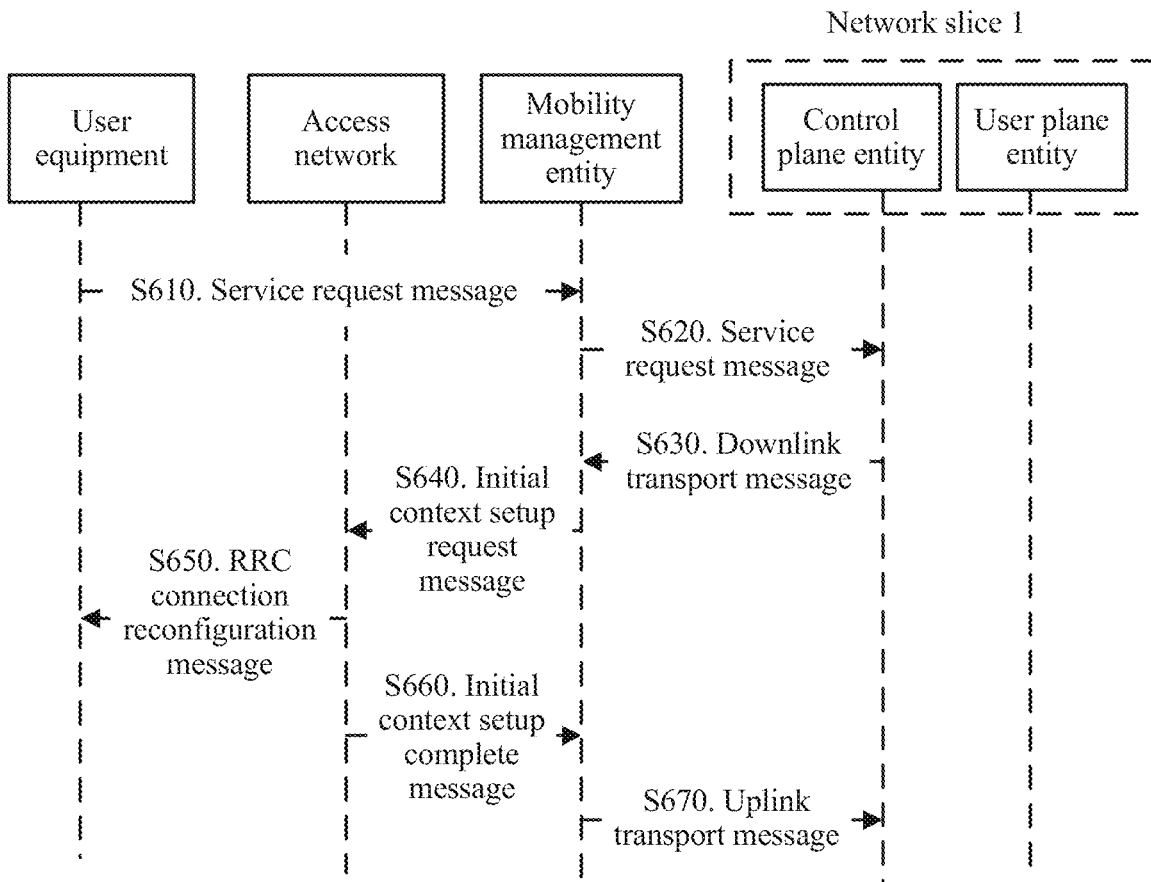 Network slice 1
User
equipment
Access
network
Mobility
management
entity
Control
plane entity
User plane
entity
S610. Service request message
S620. Service
request message
S630. Downlink
transport message
S640. Initial
context setup
request
message
S650. RRC
connection
reconfiguration
message
S660. Initial
context setup
complete
message
S670. Uplink
transport message